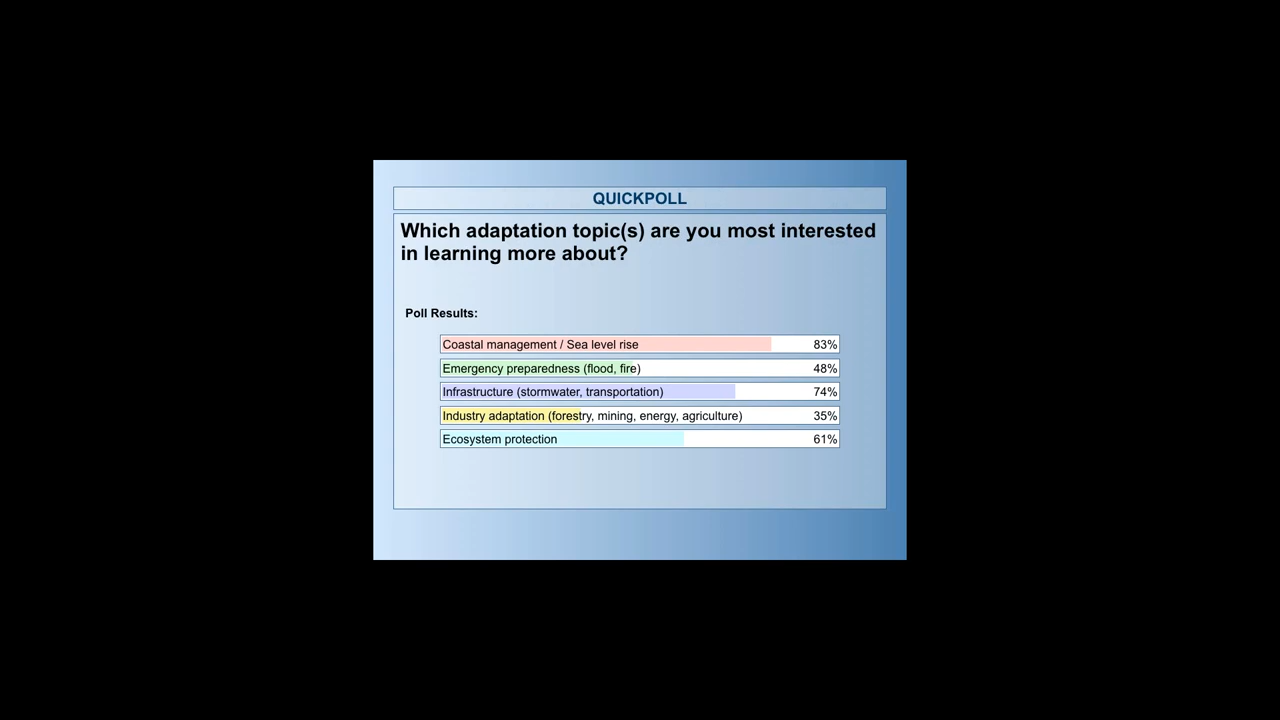 QUICKPOLL
Which adaptation topic(s) are you most interested
in learning more about?
Poll Results:
Coastal management / Sea level rise 83%
Emergency preparedness (flood, fire) 48%
Infrastructure (stormwater, transportation) 74%
Industry adaptation (forestry, mining, energy, agriculture) 35%
Ecosystem protection 61%